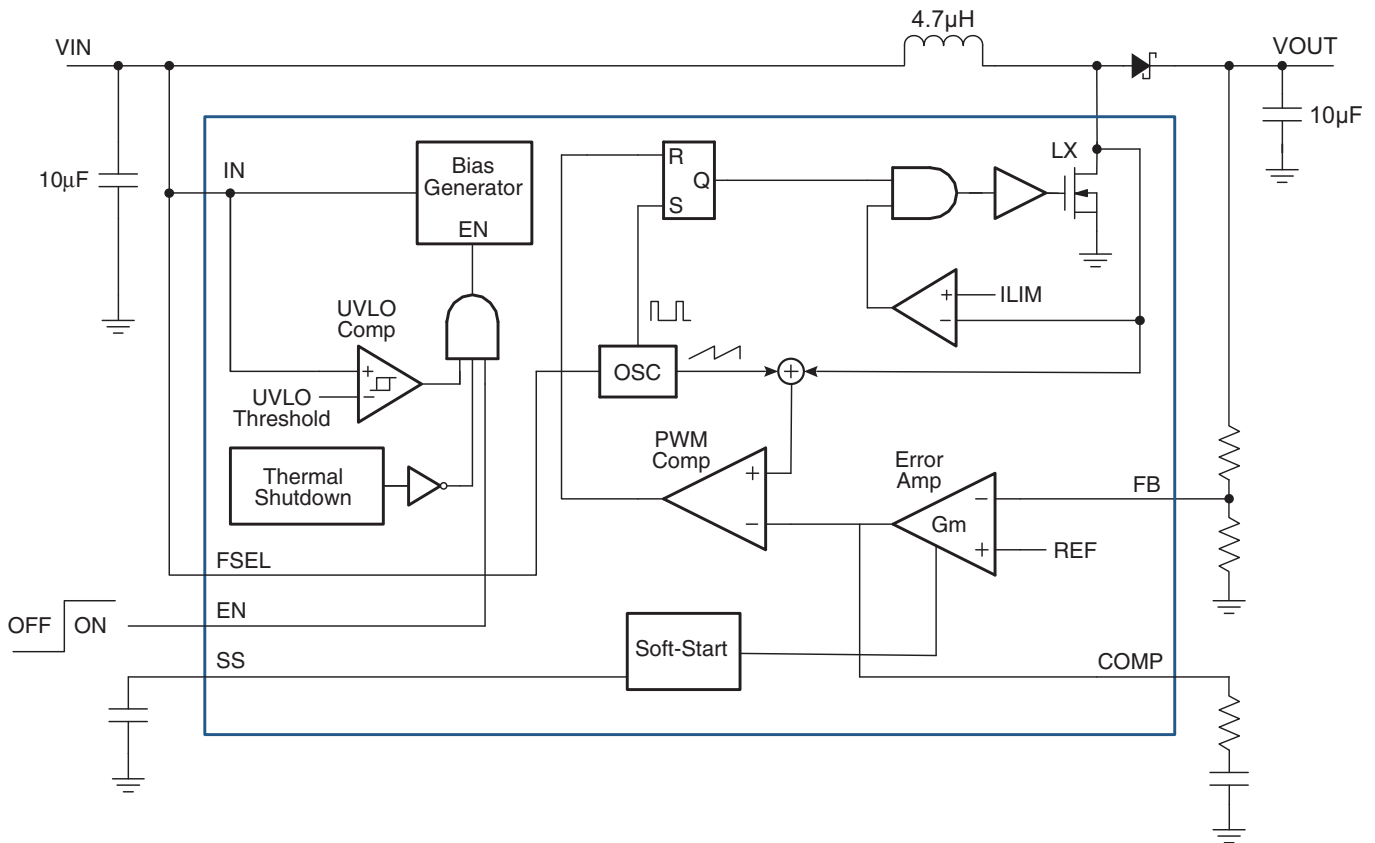 4.7µH
VIN
VOUT
10µF
10µF
IN
Bias
Generator
EN
R
Q
S
LX
UVLO
Comp
+
−
ILIM
+
−
UVLO
Threshold
OSC
+
Thermal
Shutdown
PWM
Comp
+
−
Error
Amp
−
Gm
+
FB
REF
FSEL
EN
OFF
ON
Soft-Start
SS
COMP